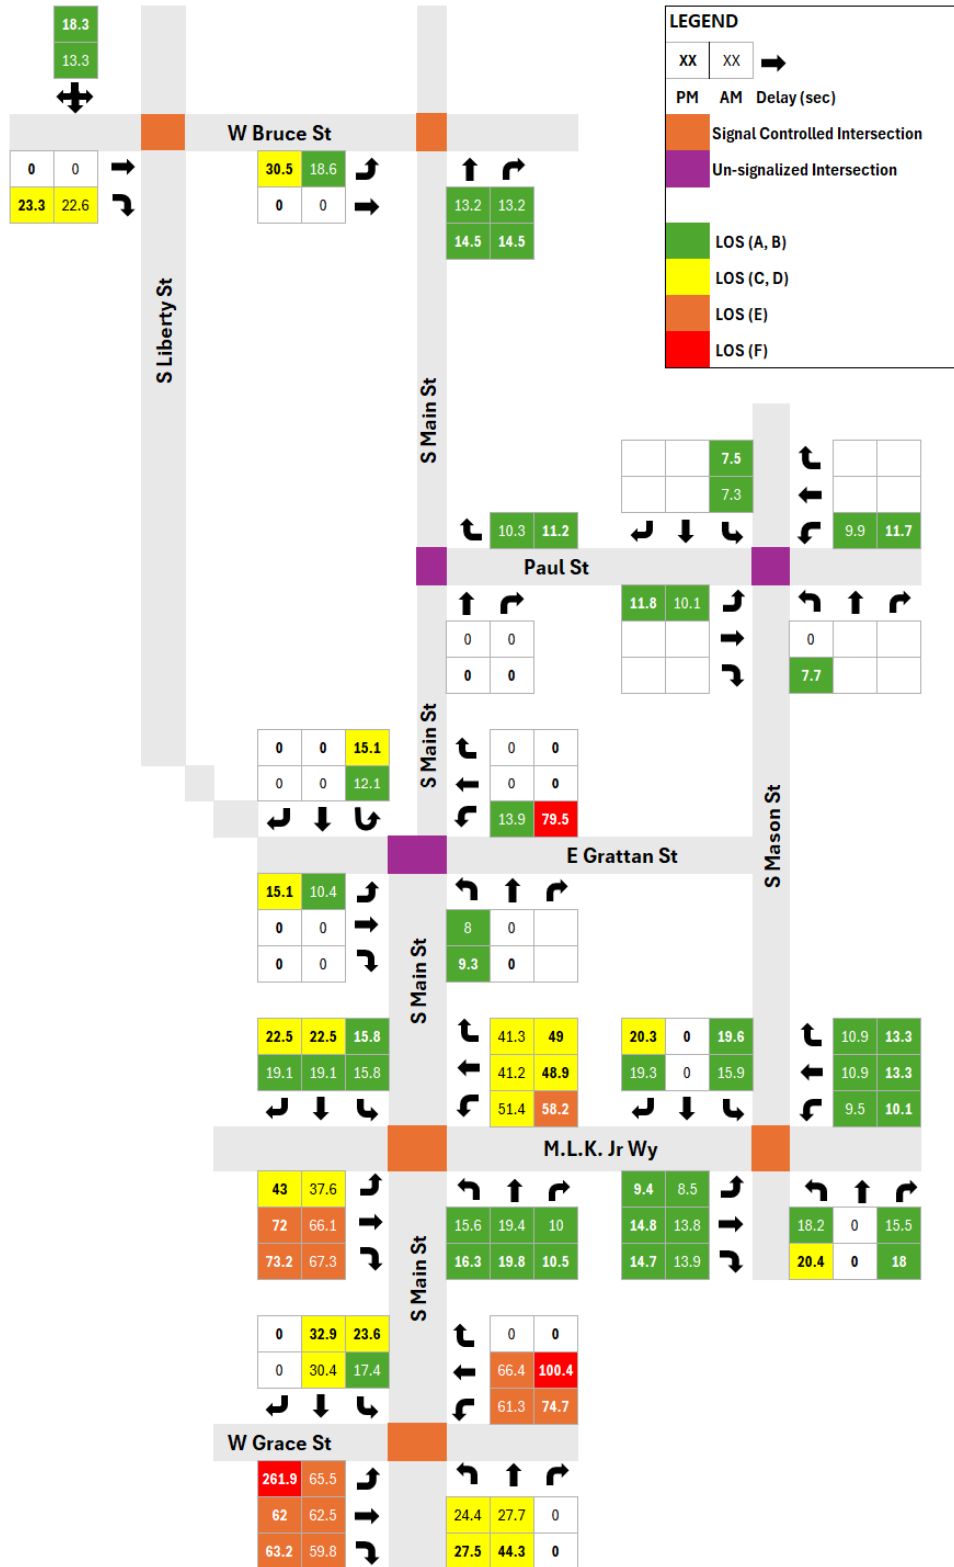 18.3
13.3
LEGEND
XX XX
PM AM Delay (sec)
Signal Controlled Intersection
Un-signalized Intersection
LOS (A, B)
LOS (C, D)
LOS (E)
LOS (F)
W Bruce St
0 0
23.3 22.6
30.5 18.6
0 0
13.2 13.2
14.5 14.5
S Liberty St
S Main St
7.5
7.3
10.3 11.2
9.9 11.7
Paul St
0 0
0 0
11.8 10.1
0
7.7
S Main St
0 0 15.1
0 0 12.1
0 0
0 0
13.9 79.5
E Grattan St
S Mason St
15.1 10.4
0 0
0 0
8 0
9.3 0
S Main St
22.5 22.5 15.8
19.1 19.1 15.8
41.3 49
41.2 48.9
51.4 58.2
20.3 0 19.6
19.3 0 15.9
10.9 13.3
10.9 13.3
9.5 10.1
M.L.K. Jr Wy
43 37.6
72 66.1
73.2 67.3
15.6 19.4 10
16.3 19.8 10.5
9.4 8.5
14.8 13.8
14.7 13.9
18.2 0 15.5
20.4 0 18
S Main St
0 32.9 23.6
0 30.4 17.4
0 0
66.4 100.4
61.3 74.7
W Grace St
261.9 65.5
62 62.5
63.2 59.8
24.4 27.7 0
27.5 44.3 0